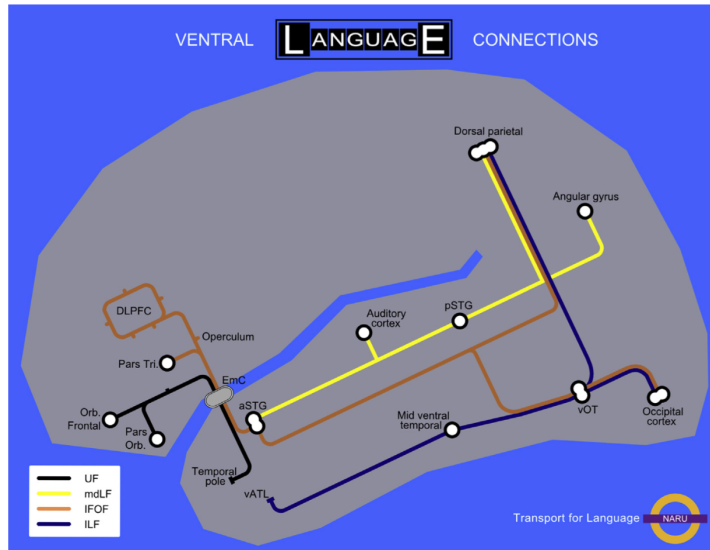 VENTRAL LANGUAGE CONNECTIONS
Dorsal parietal
Angular gyrus
DLPFC
Operculum
Auditory
cortex
pSTG
Pars Tri.
EmC
aSTG
Orb.
Frontal
Pars
Orb.
Mid ventral
temporal
vOT
Occipital
cortex
Temporal
pole
vATL
UF
mdLF
IFOF
ILF
Transport for Language
NARU